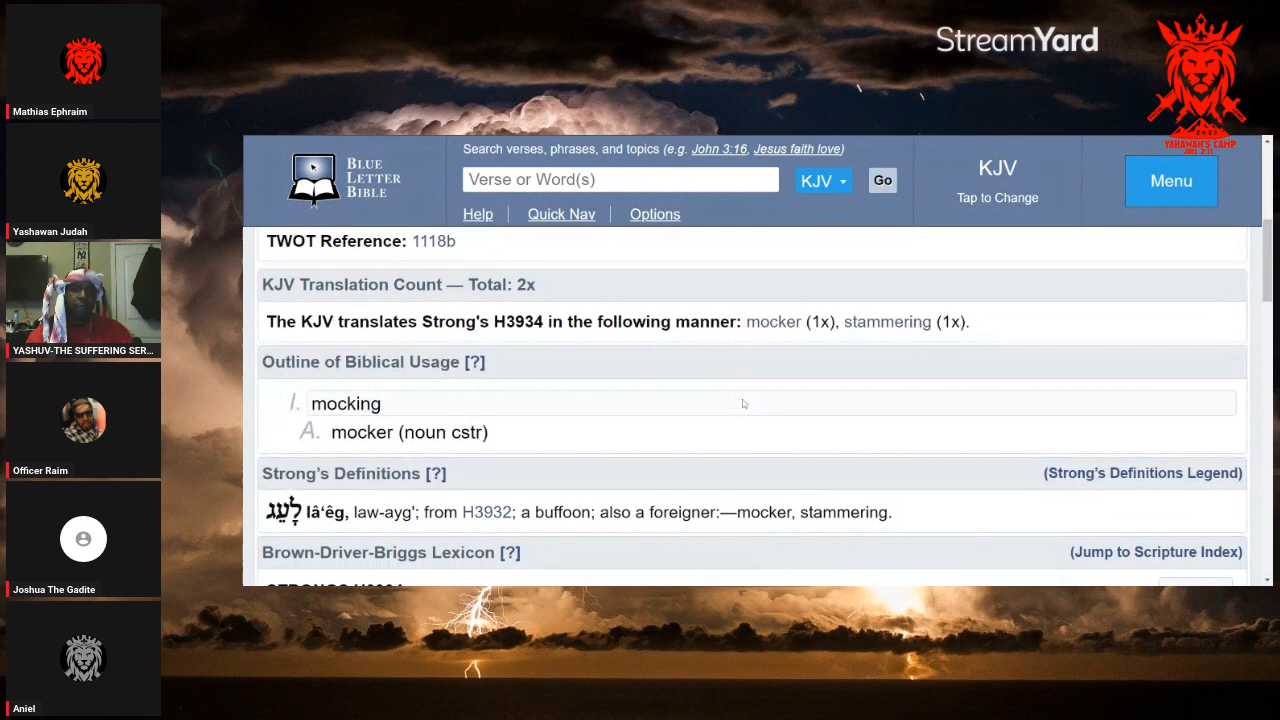 Mathias Ephraim
Yashawan Judah
YASHUV-THE SUFFERING SER...
Officer Raim
Joshua The Gadite
Aniel
StreamYard
YAHAWAH'S CAMP
JOEL 2:11
BLUE
LETTER
BIBLE
Search verses, phrases, and topics (e.g. John 3:16, Jesus faith love)
Verse or Word(s)
KJV
Go
Help
Quick Nav
Options
KJV
Tap to Change
Menu
TWOT Reference: 1118b
KJV Translation Count — Total: 2x
The KJV translates Strong's H3934 in the following manner: mocker (1x), stammering (1x).
Outline of Biblical Usage [?]
I. mocking
A. mocker (noun cstr)
Strong's Definitions [?]
(Strong's Definitions Legend)
לָעֵג lâʻêg, law-ayg'; from H3932; a buffoon; also a foreigner:—mocker, stammering.
Brown-Driver-Briggs Lexicon [?]
(Jump to Scripture Index)